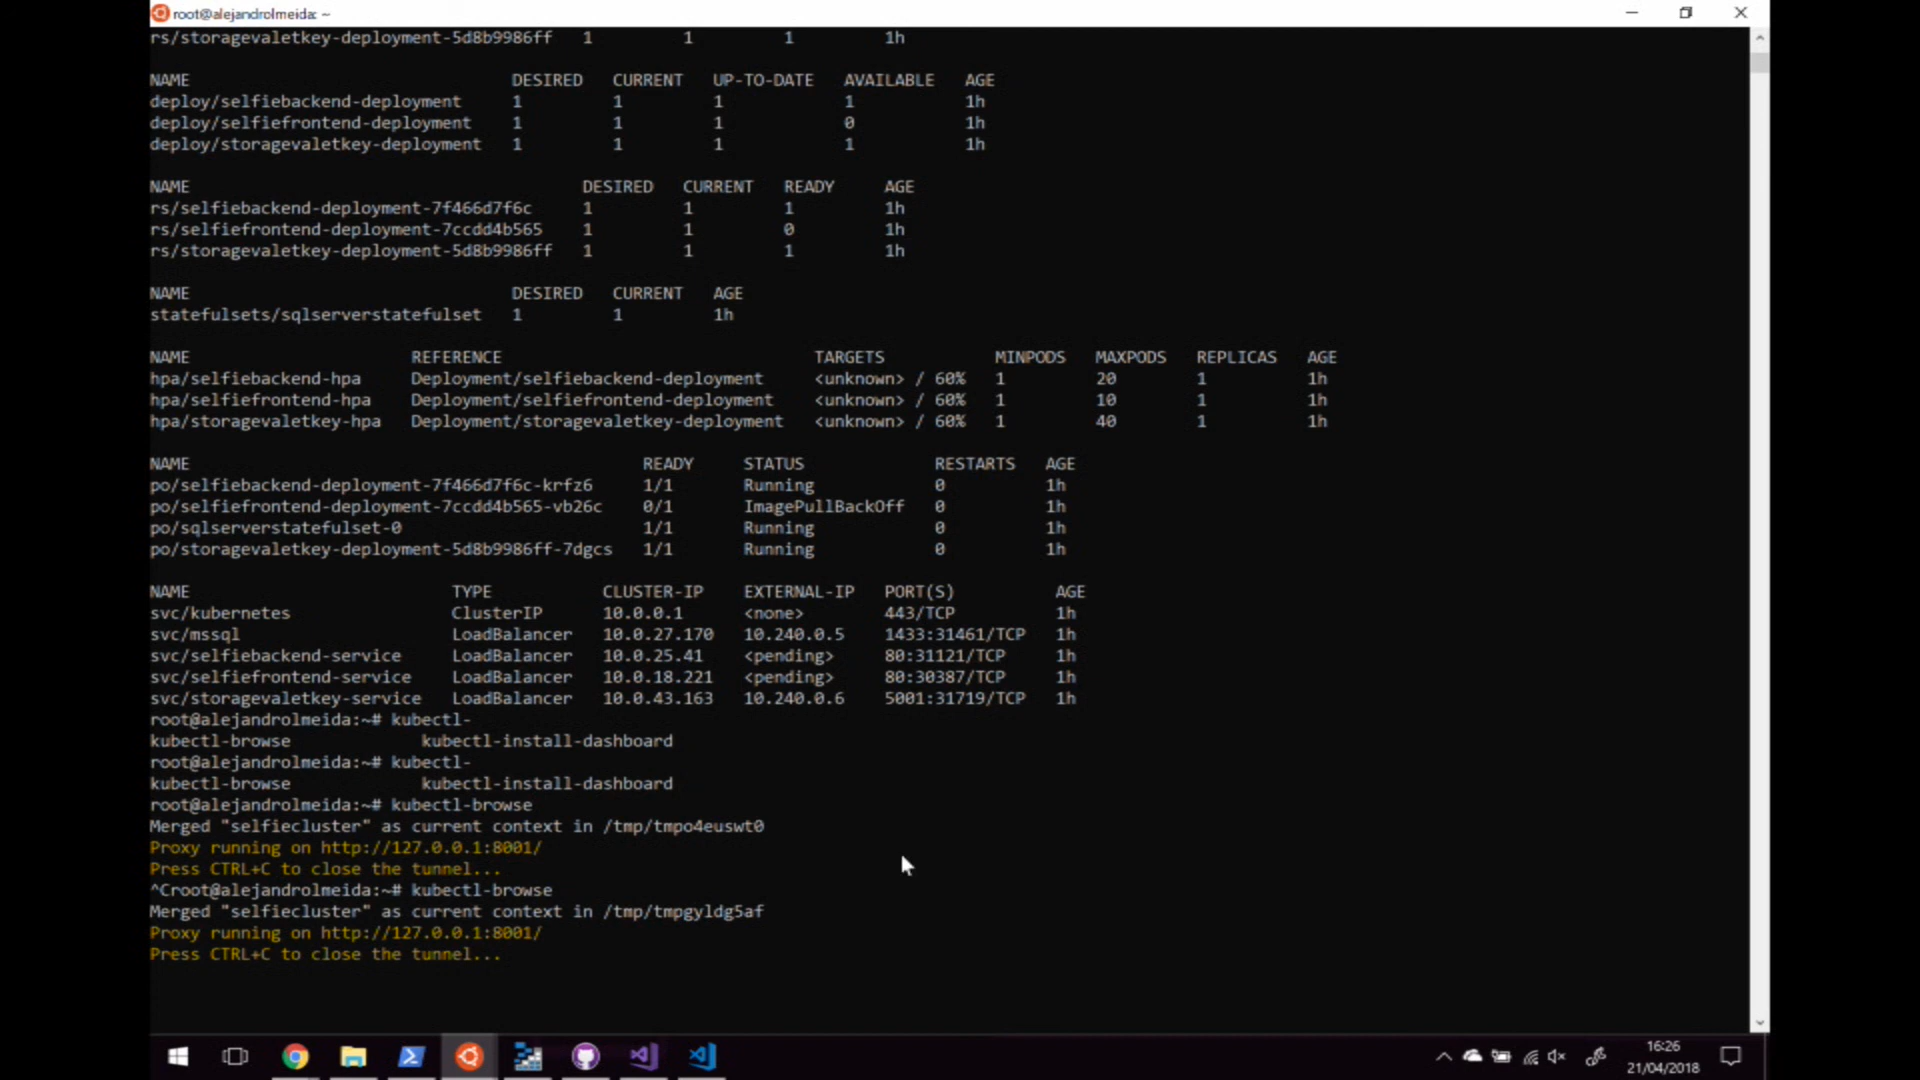 root@alejandrolmeida: ~
rs/storagevaletkey-deployment-5d8b9986ff 1 1 1 1h
NAME DESIRED CURRENT UP-TO-DATE AVAILABLE AGE
deploy/selfiebackend-deployment 1 1 1 1 1h
deploy/selfiefrontend-deployment 1 1 1 0 1h
deploy/storagevaletkey-deployment 1 1 1 1 1h
NAME DESIRED CURRENT READY AGE
rs/selfiebackend-deployment-7f466d7f6c 1 1 1 1h
rs/selfiefrontend-deployment-7ccdd4b565 1 1 0 1h
rs/storagevaletkey-deployment-5d8b9986ff 1 1 1 1h
NAME DESIRED CURRENT AGE
statefulsets/sqlserverstatefulset 1 1 1h
NAME REFERENCE TARGETS MINPODS MAXPODS REPLICAS AGE
hpa/selfiebackend-hpa Deployment/selfiebackend-deployment <unknown> / 60% 1 20 1 1h
hpa/selfiefrontend-hpa Deployment/selfiefrontend-deployment <unknown> / 60% 1 10 1 1h
hpa/storagevaletkey-hpa Deployment/storagevaletkey-deployment <unknown> / 60% 1 40 1 1h
NAME READY STATUS RESTARTS AGE
po/selfiebackend-deployment-7f466d7f6c-krfz6 1/1 Running 0 1h
po/selfiefrontend-deployment-7ccdd4b565-vb26c 0/1 ImagePullBackOff 0 1h
po/sqlserverstatefulset-0 1/1 Running 0 1h
po/storagevaletkey-deployment-5d8b9986ff-7dgcs 1/1 Running 0 1h
NAME TYPE CLUSTER-IP EXTERNAL-IP PORT(S) AGE
svc/kubernetes ClusterIP 10.0.0.1 <none> 443/TCP 1h
svc/mssql LoadBalancer 10.0.27.170 10.240.0.5 1433:31461/TCP 1h
svc/selfiebackend-service LoadBalancer 10.0.25.41 <pending> 80:31121/TCP 1h
svc/selfiefrontend-service LoadBalancer 10.0.18.221 <pending> 80:30387/TCP 1h
svc/storagevaletkey-service LoadBalancer 10.0.43.163 10.240.0.6 5001:31719/TCP 1h
root@alejandrolmeida:~# kubectl-
kubectl-browse kubectl-install-dashboard
root@alejandrolmeida:~# kubectl-
kubectl-browse kubectl-install-dashboard
root@alejandrolmeida:~# kubectl-browse
Merged "selfiecluster" as current context in /tmp/tmpo4euswt0
Proxy running on http://127.0.0.1:8001/
Press CTRL+C to close the tunnel...
^Croot@alejandrolmeida:~# kubectl-browse
Merged "selfiecluster" as current context in /tmp/tmpgyldg5af
Proxy running on http://127.0.0.1:8001/
Press CTRL+C to close the tunnel...
16:26
21/04/2018